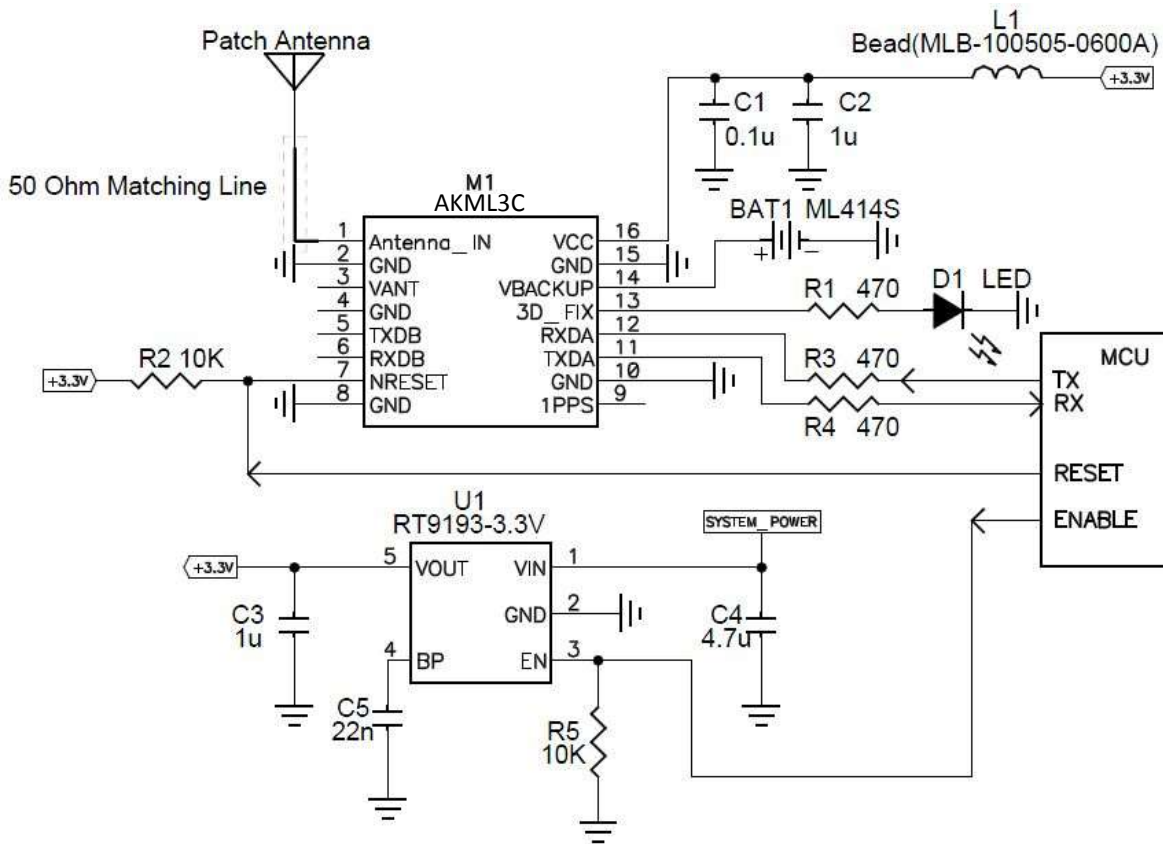 L1
Bead(MLB-100505-0600A)
+3.3V
Patch Antenna
C1
0.1u
C2
1u
50 Ohm Matching Line
M1
AKML3C
BAT1 ML414S
+ -
1 Antenna_IN
2 GND
3 VANT
4 GND
5 TXDB
6 RXDB
7 NRESET
8 GND
VCC 16
GND 15
VBACKUP 14
3D_FIX 13
RXDA 12
TXDA 11
GND 10
1PPS 9
R1 470
D1 LED
R2 10K
+3.3V
R3 470
R4 470
MCU
TX
RX
RESET
ENABLE
U1
RT9193-3.3V
SYSTEM_POWER
+3.3V
5 VOUT
VIN 1
GND 2
4 BP
EN 3
C3
1u
C4
4.7u
C5
22n
R5
10K